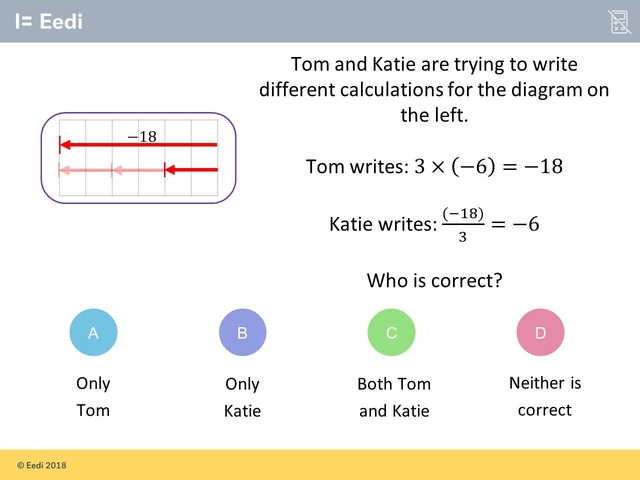 I= Eedi
Tom and Katie are trying to write
different calculations for the diagram on
the left.
−18
Tom writes: 3 × (−6) = −18
Katie writes: (−18)/3 = −6
Who is correct?
A
B
C
D
Only
Tom
Only
Katie
Both Tom
and Katie
Neither is
correct
© Eedi 2018